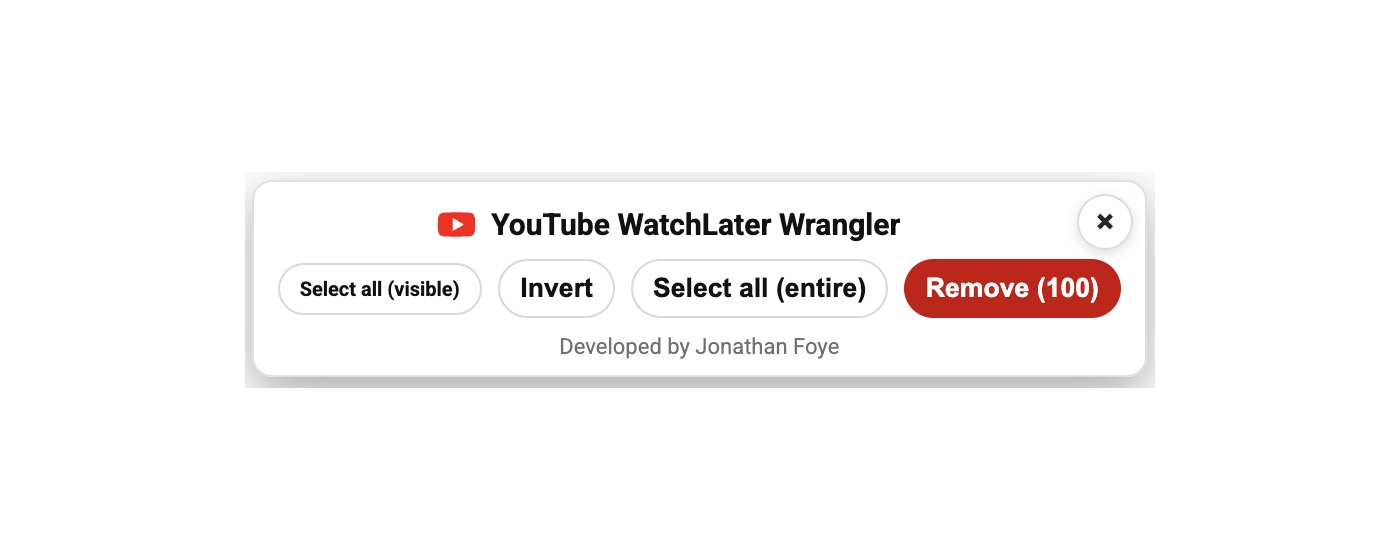 YouTube WatchLater Wrangler
×
Select all (visible) Invert Select all (entire) Remove (100)
Developed by Jonathan Foye